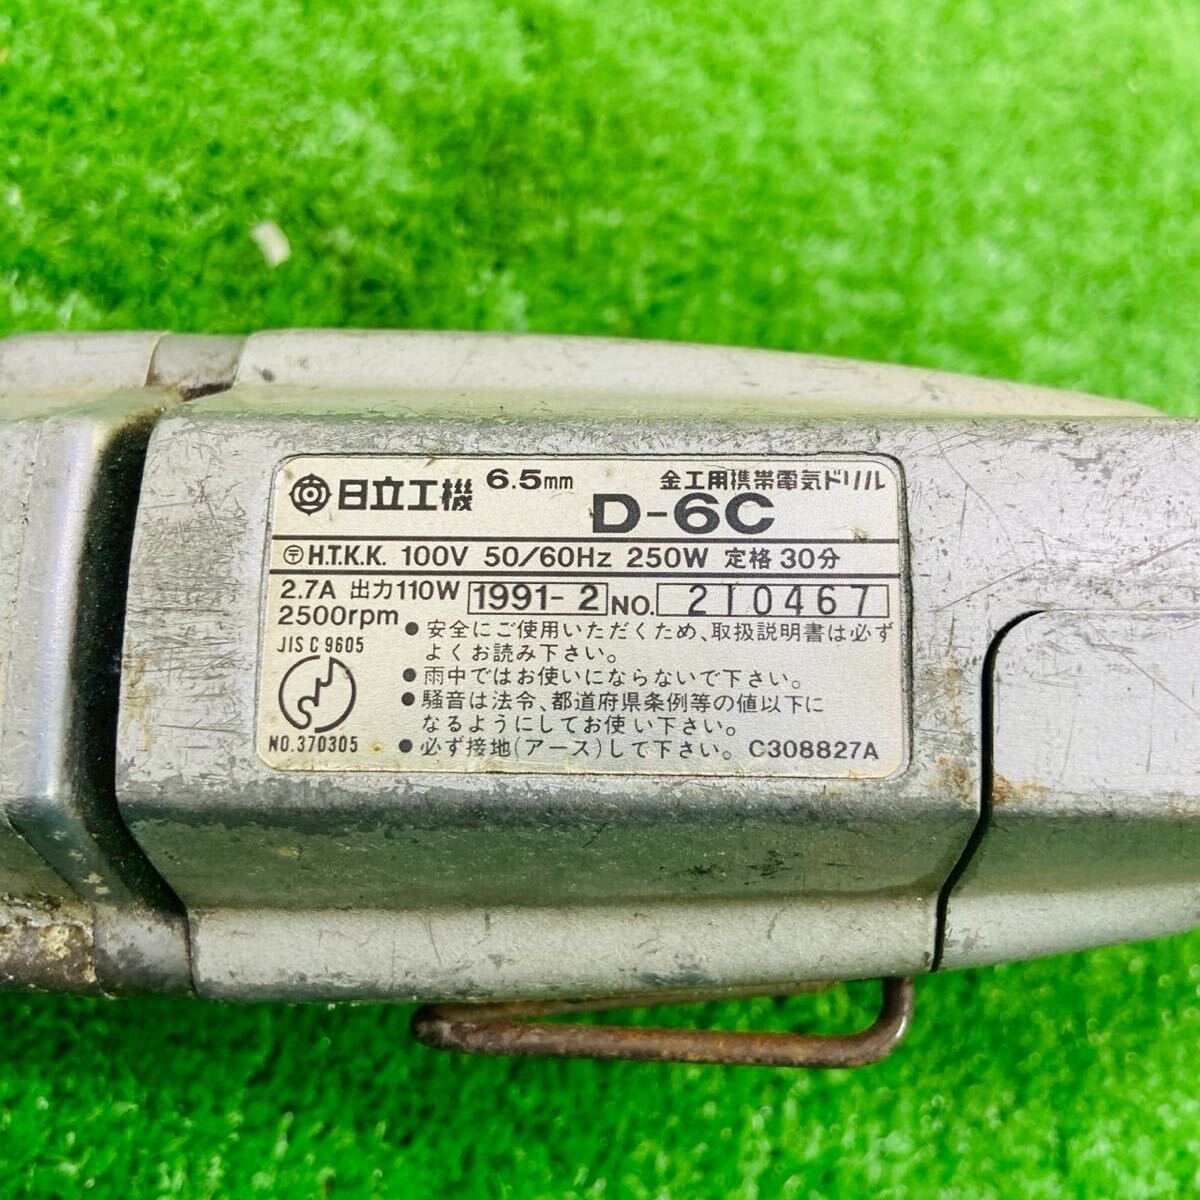 日立工機 6.5mm 金工用携帯電気ドリル
D-6C
〒 H.T.K.K. 100V 50/60Hz 250W 定格 30分
2.7A 出力110W 1991-2 NO. 210467
2500rpm
JIS C 9605
NO.370305
●安全にご使用いただくため、取扱説明書は必ず
よくお読み下さい。
●雨中ではお使いにならないで下さい。
●騒音は法令、都道府県条例等の値以下に
なるようにしてお使い下さい。
●必ず接地(アース)して下さい。 C308827A